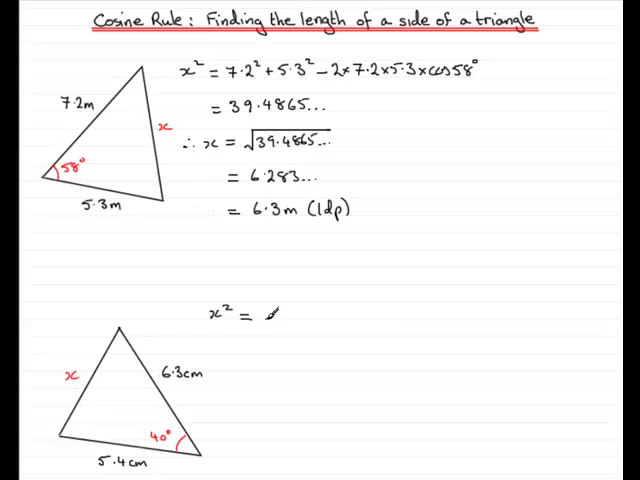 Cosine Rule: Finding the length of a side of a triangle
x² = 7.2² + 5.3² - 2×7.2×5.3×cos58°
7.2m
= 39.4865...
x
∴ x = √39.4865...
58°
= 6.283...
5.3m
= 6.3m (1dp)
x² =
x
6.3cm
40°
5.4cm